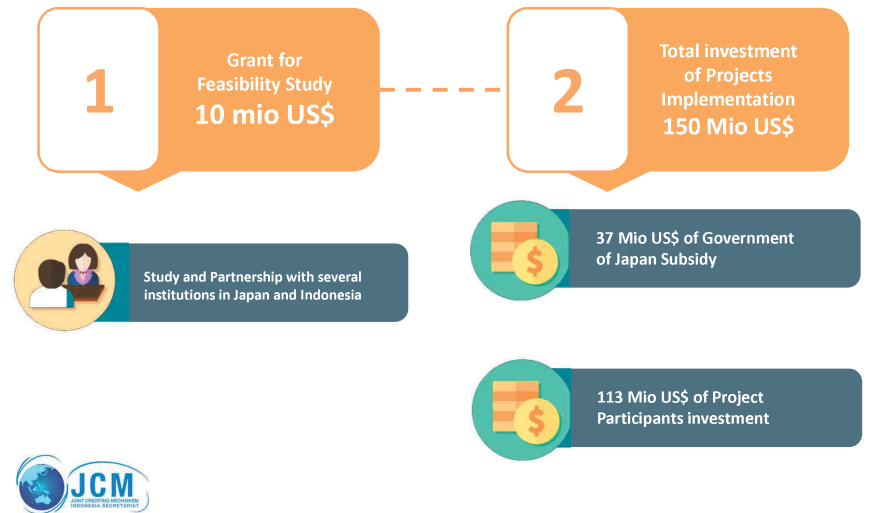 1
Grant for
Feasibility Study
10 mio US$
Study and Partnership with several
institutions in Japan and Indonesia
2
Total investment
of Projects
Implementation
150 Mio US$
$
37 Mio US$ of Government
of Japan Subsidy
$
113 Mio US$ of Project
Participants investment
JCM
JOINT CREDITING MECHANISM
INDONESIA SECRETARIAT